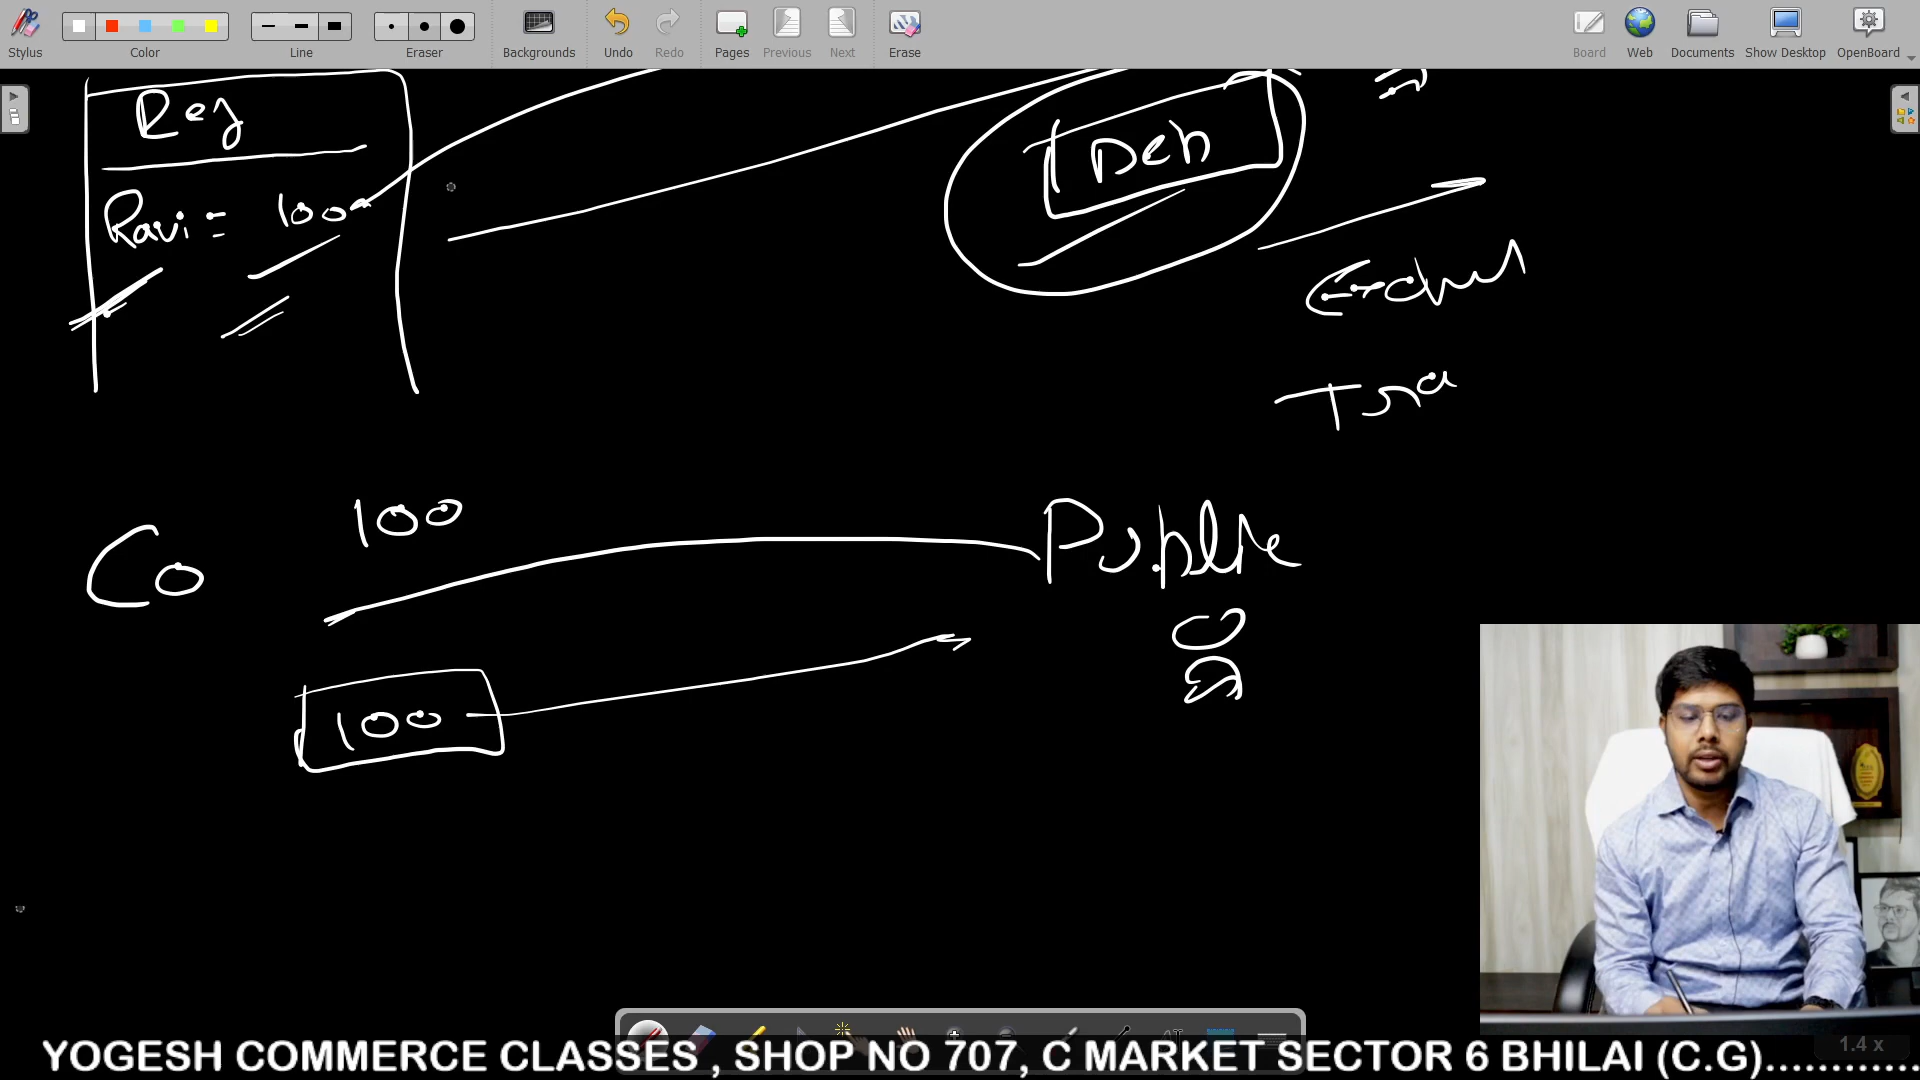 Stylus Color Line Eraser Backgrounds Undo Redo Pages Previous Next Erase Board Web Documents Show Desktop OpenBoard
Reg
Deb
Ravi = 100
Tra
100
Co
Public
100
1.4 x
YOGESH COMMERCE CLASSES , SHOP NO 707, C MARKET SECTOR 6 BHILAI (C.G)............